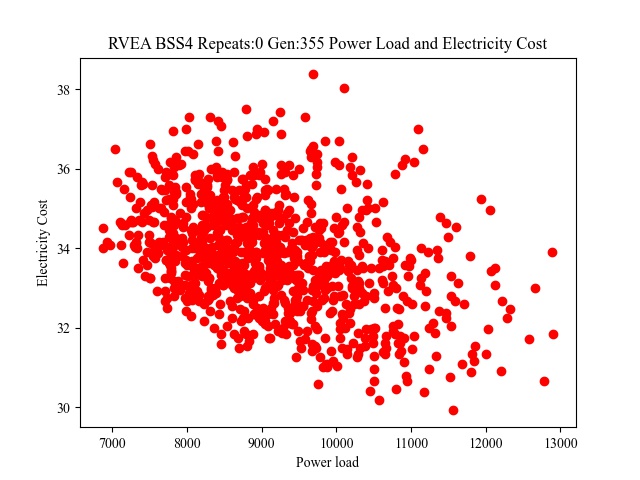 RVEA BSS4 Repeats:0 Gen:355 Power Load and Electricity Cost
38
36
34
32
30
Electricity Cost
7000 8000 9000 10000 11000 12000 13000
Power load